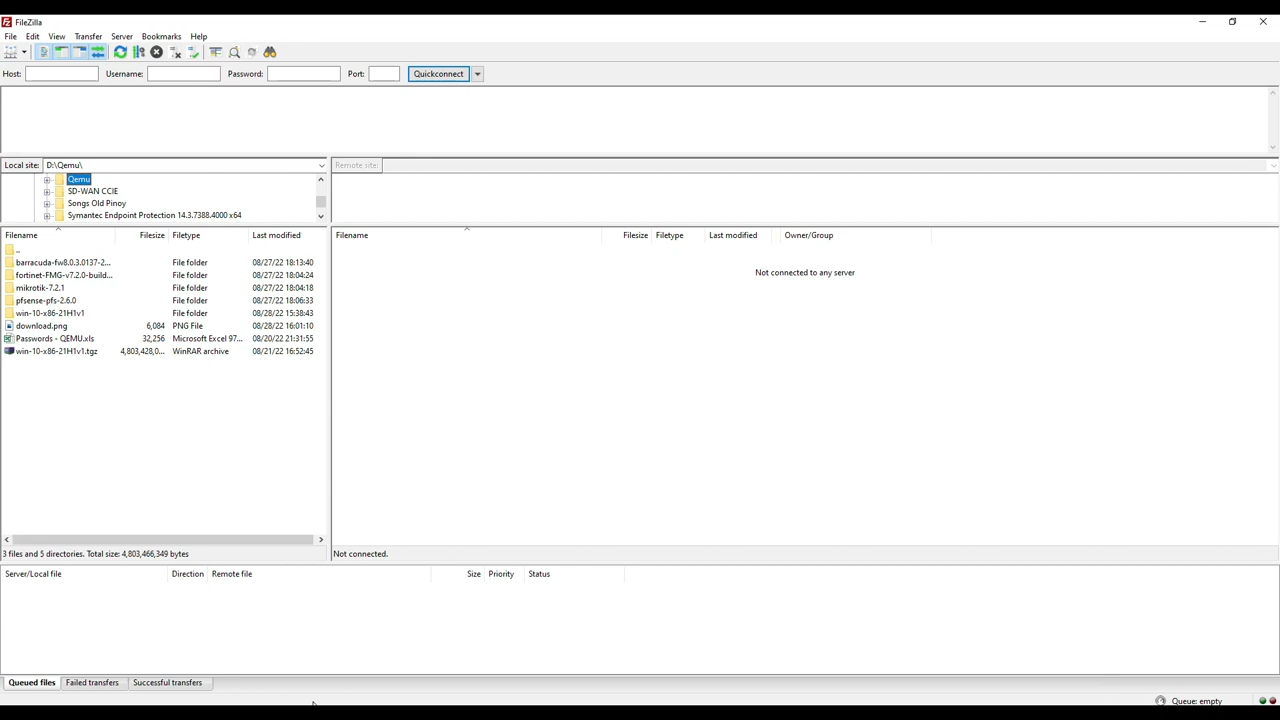 FileZilla
File Edit View Transfer Server Bookmarks Help
Host: Username: Password: Port: Quickconnect
Local site: D:\Qemu\ Remote site:
Qemu
SD-WAN CCIE
Songs Old Pinoy
Symantec Endpoint Protection 14.3.7388.4000 x64
Filename Filesize Filetype Last modified Filename Filesize Filetype Last modified Owner/Group
..
barracuda-fw8.0.3.0137-2... File folder 08/27/22 18:13:40
Not connected to any server
fortinet-FMG-v7.2.0-build... File folder 08/27/22 18:04:24
mikrotik-7.2.1 File folder 08/27/22 18:04:18
pfsense-pfs-2.6.0 File folder 08/27/22 18:06:33
win-10-x86-21H1v1 File folder 08/28/22 15:38:43
download.png 6,084 PNG File 08/28/22 16:01:10
Passwords - QEMU.xls 32,256 Microsoft Excel 97... 08/20/22 21:31:55
win-10-x86-21H1v1.tgz 4,803,428,0... WinRAR archive 08/21/22 16:52:45
3 files and 5 directories. Total size: 4,803,466,349 bytes Not connected.
Server/Local file Direction Remote file Size Priority Status
Queued files Failed transfers Successful transfers
Queue: empty